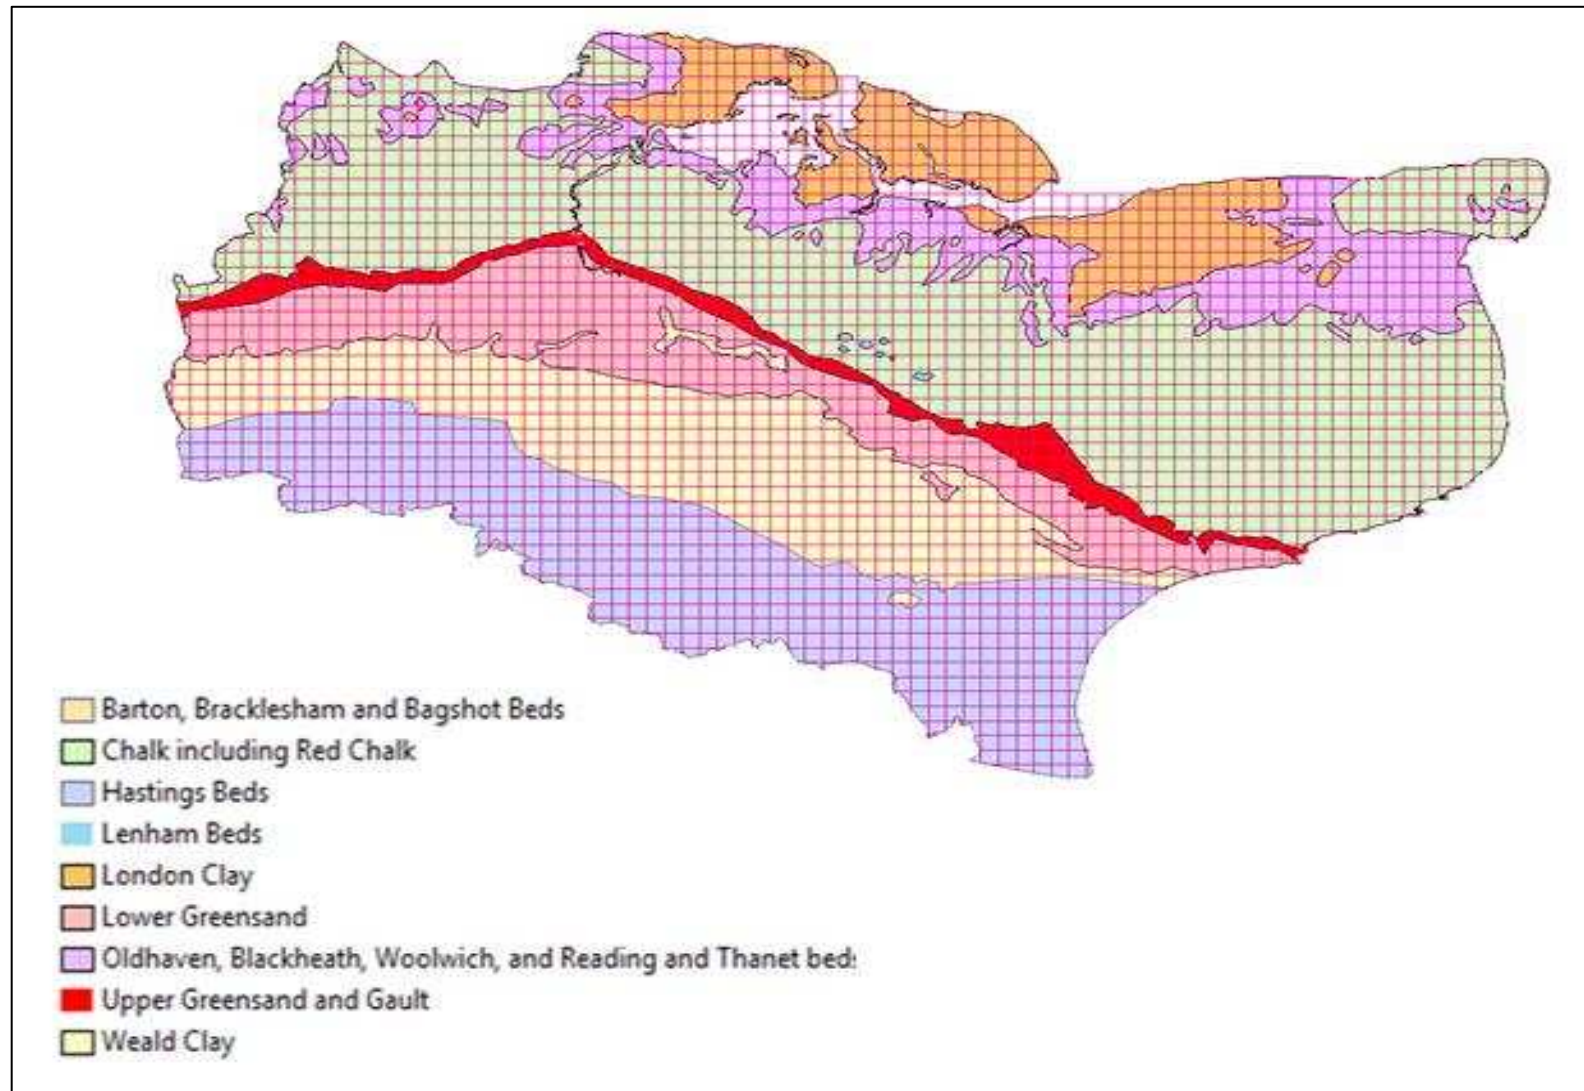 Barton, Bracklesham and Bagshot Beds
Chalk including Red Chalk
Hastings Beds
Lenham Beds
London Clay
Lower Greensand
Oldhaven, Blackheath, Woolwich, and Reading and Thanet beds
Upper Greensand and Gault
Weald Clay